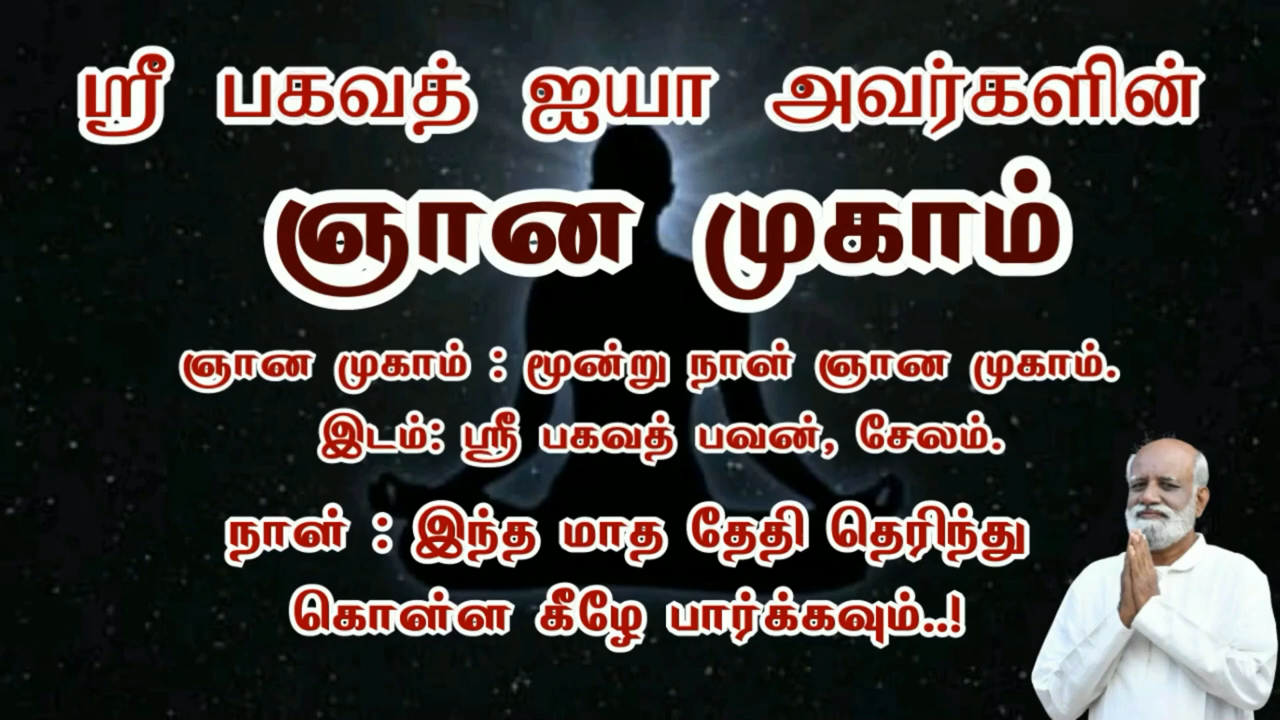 ஸ்ரீ பகவத் ஐயா அவர்களின்
ஞான முகாம்
ஞான முகாம் : மூன்று நாள் ஞான முகாம்.
இடம்: ஸ்ரீ பகவத் பவன், சேலம்.
நாள் : இந்த மாத தேதி தெரிந்து
கொள்ள கீழே பார்க்கவும்..!